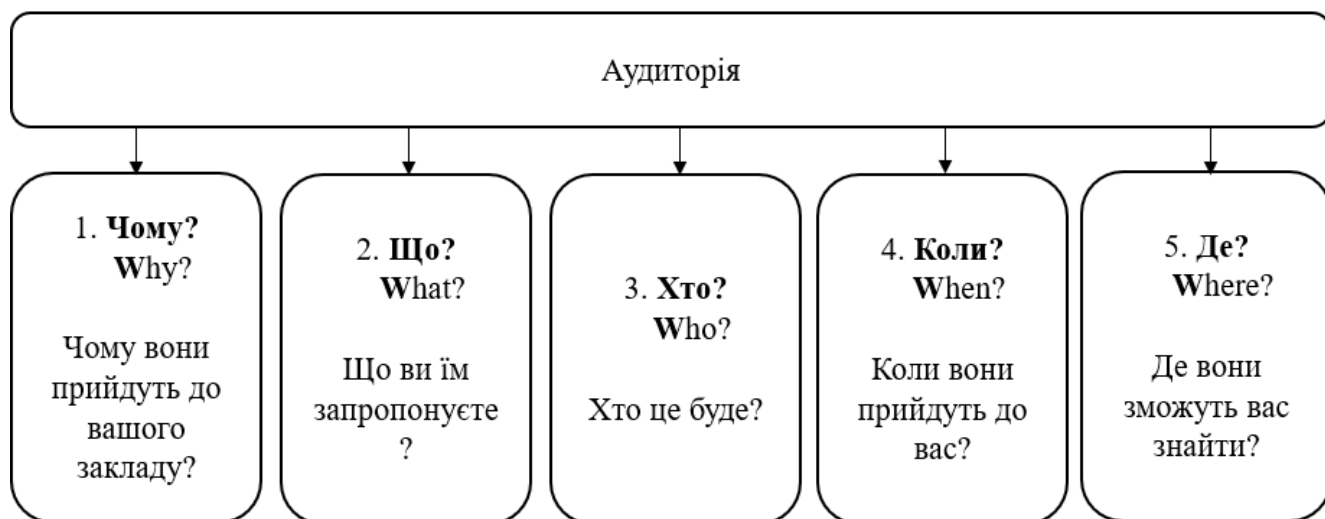 Аудиторія
1. Чому?
Why?
Чому вони
прийдуть до
вашого
закладу?
2. Що?
What?
Що ви їм
запропонуєте
?
3. Хто?
Who?
Хто це буде?
4. Коли?
When?
Коли вони
прийдуть до
вас?
5. Де?
Where?
Де вони
зможуть вас
знайти?